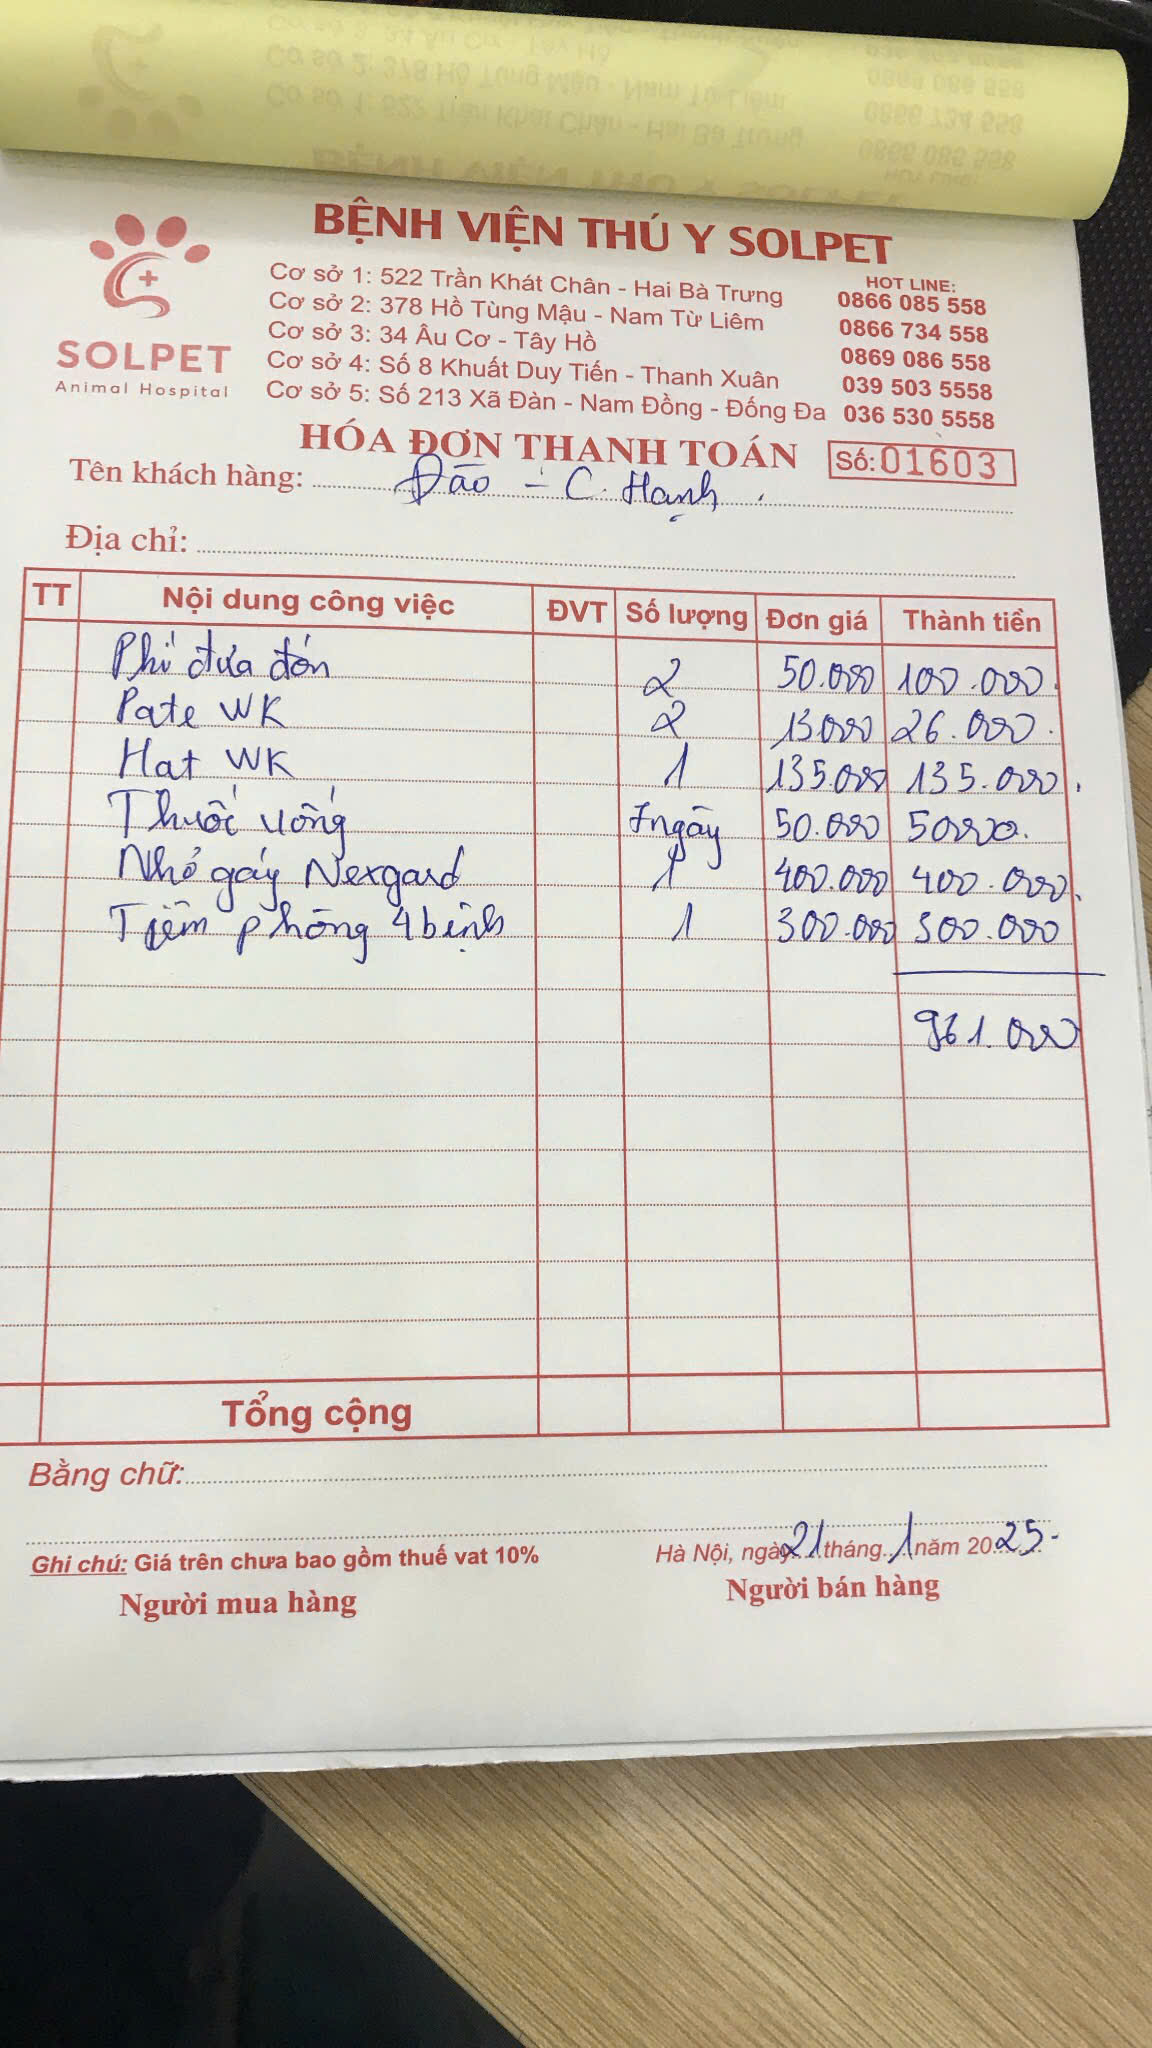 BỆNH VIỆN THÚ Y SOLPET
SOLPET
Animal Hospital
Cơ sở 1: 522 Trần Khát Chân - Hai Bà Trưng
Cơ sở 2: 378 Hồ Tùng Mậu - Nam Từ Liêm
Cơ sở 3: 34 Âu Cơ - Tây Hồ
Cơ sở 4: Số 8 Khuất Duy Tiến - Thanh Xuân
Cơ sở 5: Số 213 Xã Đàn - Nam Đồng - Đống Đa
HOT LINE:
0866 085 558
0866 734 558
0869 086 558
039 503 5558
036 530 5558
HÓA ĐƠN THANH TOÁN Số: 01603
Tên khách hàng: Đào - C. Hạnh.
Địa chỉ:
TT Nội dung công việc ĐVT Số lượng Đơn giá Thành tiền
Phí đưa đón 2 50.000 100.000
Pate WK 2 13000 26.000
Hat WK 1 135.000 135.000
Thuốc uống 7ngày 50.000 50000
Nhỏ gáy Nexgard 1 400.000 400.000
Tiêm phòng 4 bệnh 1 300.000 300.000
961.000
Tổng cộng
Bằng chữ:
Ghi chú: Giá trên chưa bao gồm thuế vat 10%
Hà Nội, ngày 21 tháng 1 năm 2025
Người mua hàng Người bán hàng